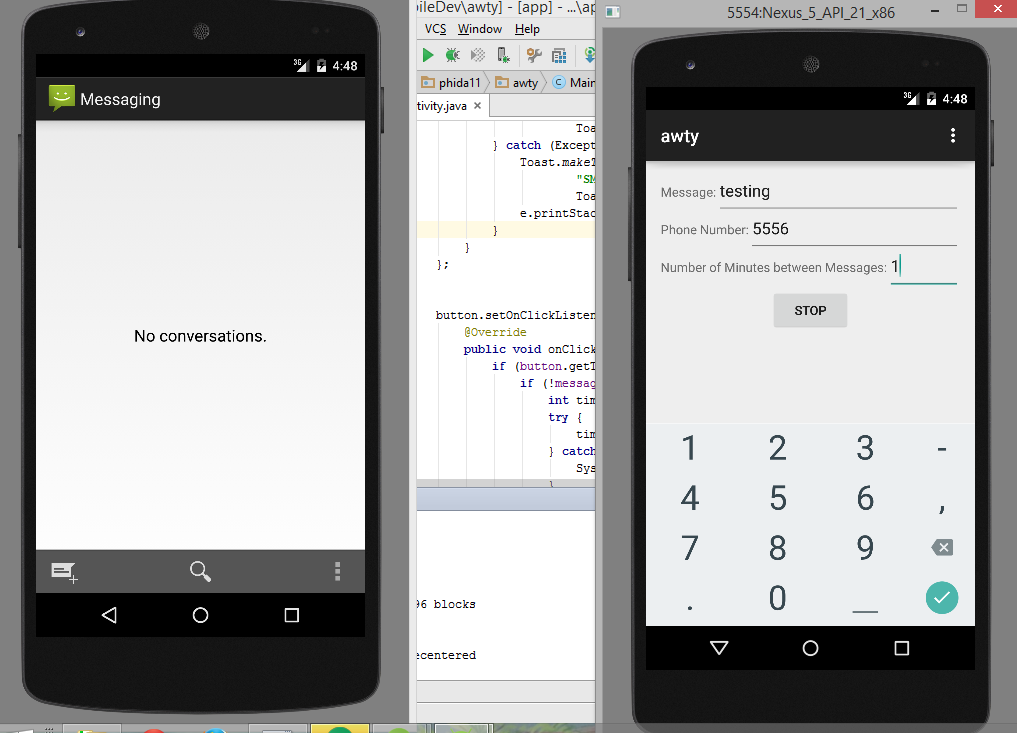 3G 4:48
Messaging
No conversations.
pileDev\awty] - [app] - ...\ap
VCS Window Help
phida11 awty C Main
tivity.java ×
Toa
} catch (Except
Toast.makeT
"SM
Toa
e.printStac
}
}
};
button.setOnClickListen
@Override
public void onClick
if (button.getT
if (!messag
int tim
try {
tim
} catch
Sys
}
96 blocks
ecentered
5554:Nexus_5_API_21_x86
3G 4:48
awty
Message: testing
Phone Number: 5556
Number of Minutes between Messages: 1
STOP
1 2 3 -
4 5 6 ,
7 8 9
. 0 _